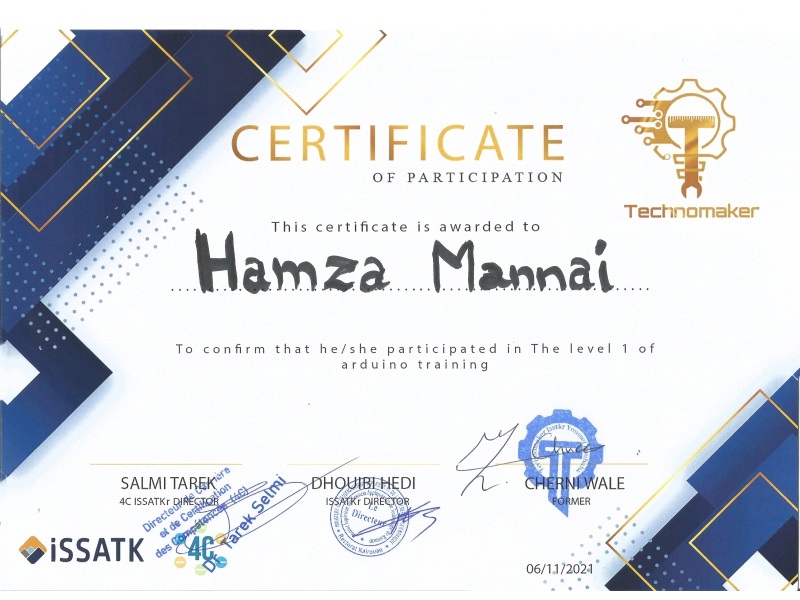 CERTIFICATE
OF PARTICIPATION
Technomaker
This certificate is awarded to
Hamza Mannai
To confirm that he/she participated in The level 1 of
arduino training
SALMI TAREK
4C ISSATKr DIRECTOR
DHOUIBI HEDI
ISSATKr DIRECTOR
CHERNI WALE
FORMER
Directeur de Carrière
et de Certification
des Compétences (4C)
Dr. Tarek Selmi
Le
Directeur
iSSATK
4C
06/11/2021